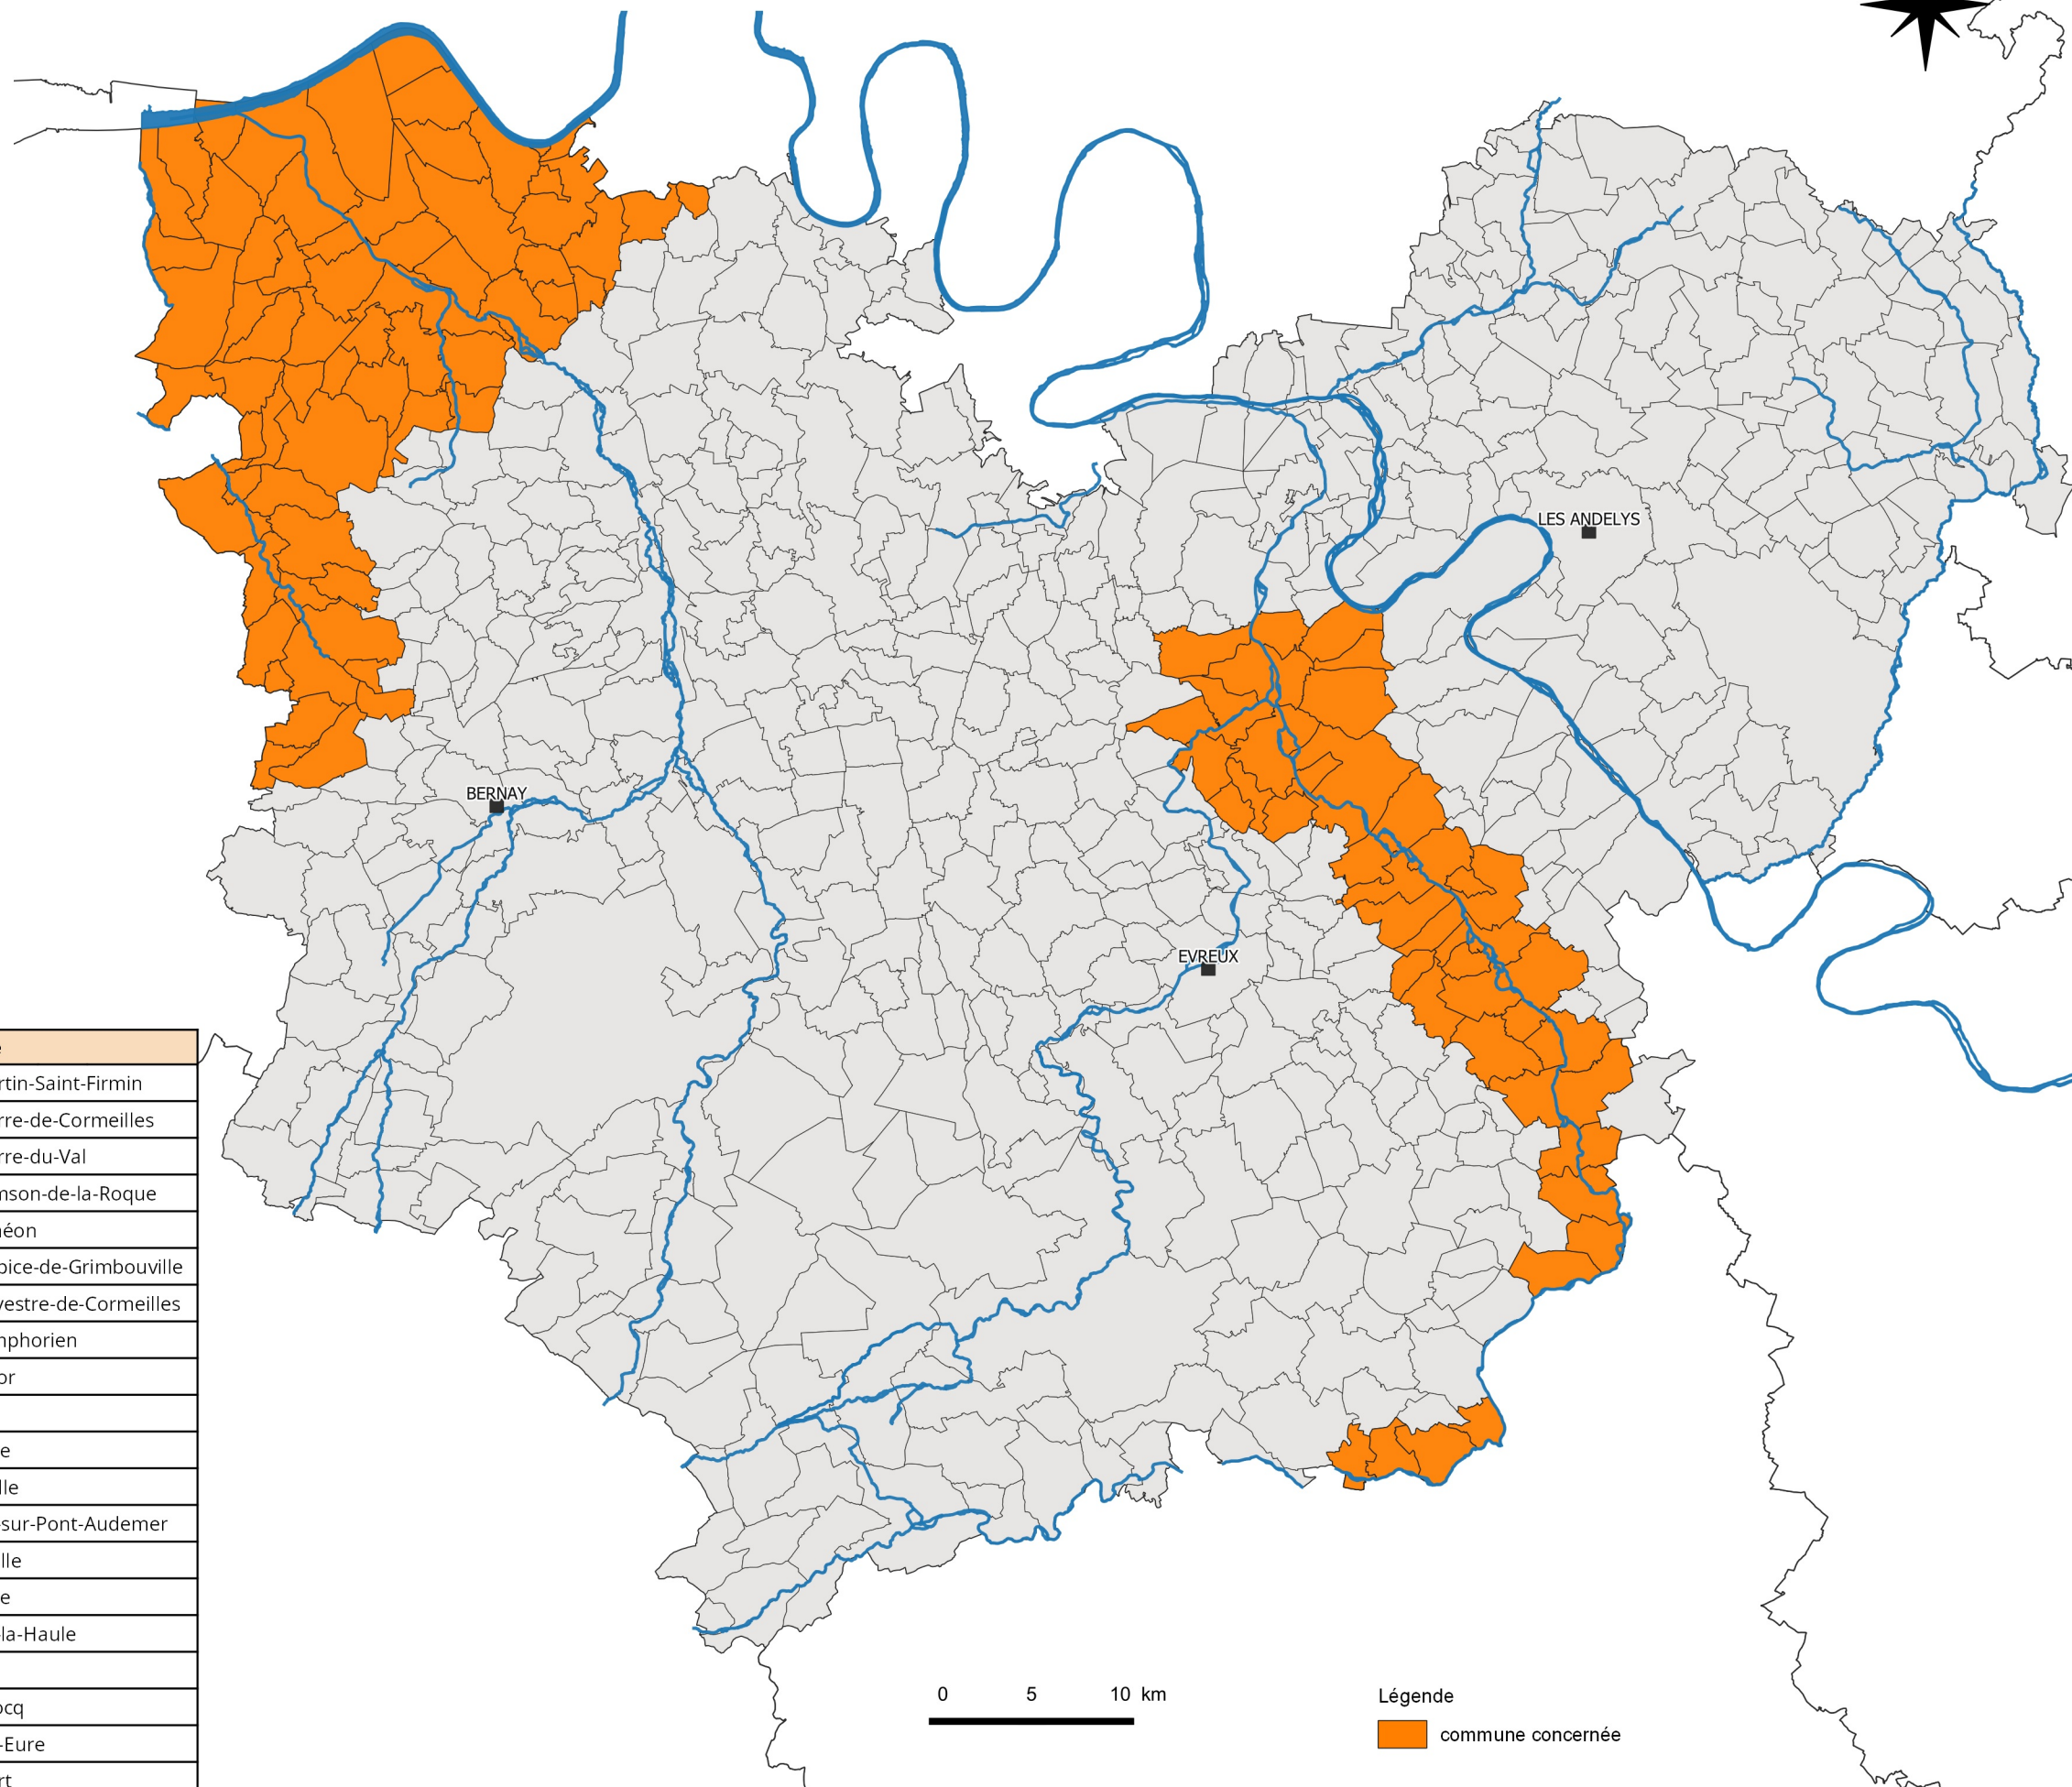 LES ANDELYS
BERNAY
EVREUX
e
rtin-Saint-Firmin
rre-de-Cormeilles
rre-du-Val
mson-de-la-Roque
éon
pice-de-Grimbouville
vestre-de-Cormeilles
nphorien
or
e
lle
sur-Pont-Audemer
lle
e
la-Haule
ocq
-Eure
rt
0 5 10 km
Légende
commune concernée